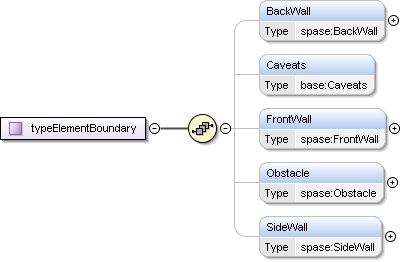 BackWall
Type spase:BackWall
Caveats
Type base:Caveats
typeElementBoundary
FrontWall
Type spase:FrontWall
Obstacle
Type spase:Obstacle
SideWall
Type spase:SideWall